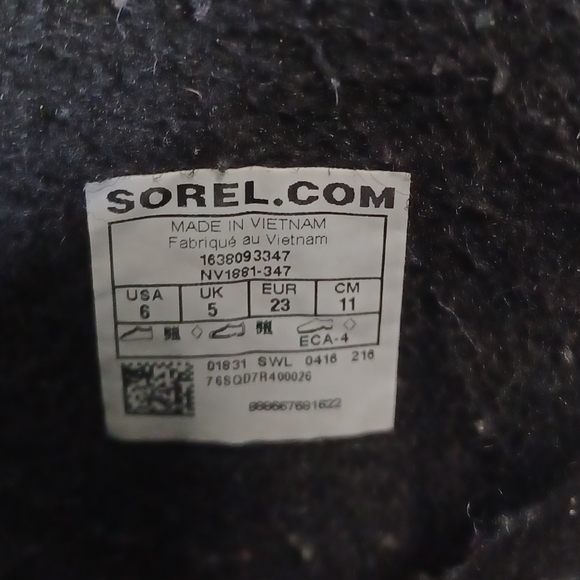 SOREL.COM
MADE IN VIETNAM
Fabriqué au Vietnam
1638093347
NV1881-347
USA UK EUR CM
6 5 23 11
ECA-4
01831 SWL 0416 216
76SQD7R400026
888667681622